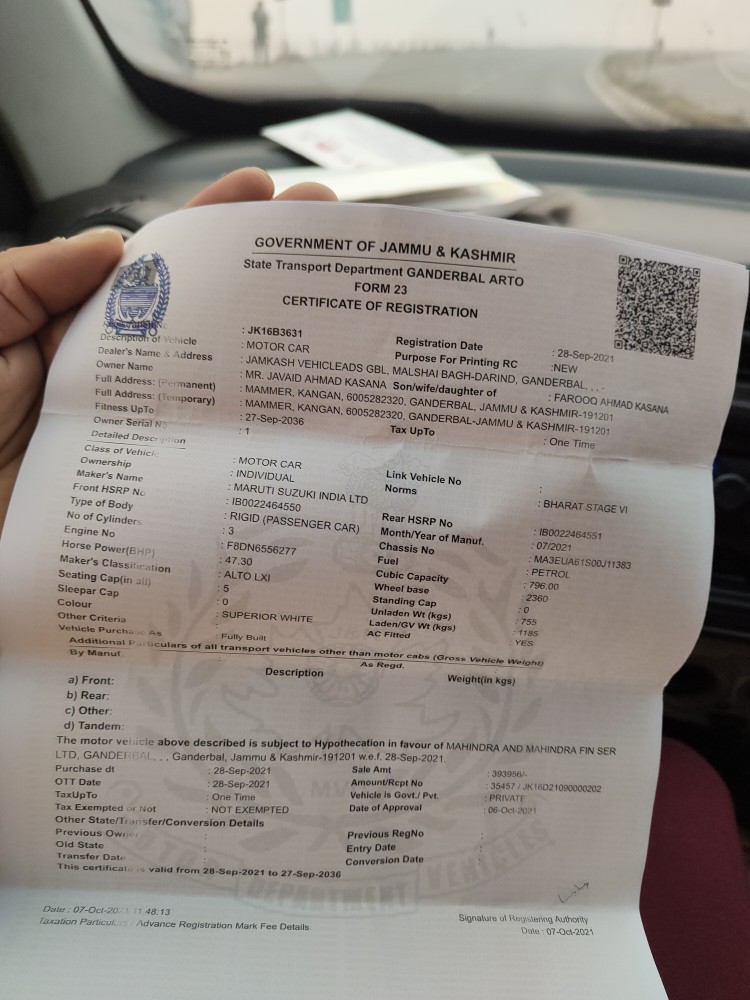 GOVERNMENT OF JAMMU & KASHMIR
State Transport Department GANDERBAL ARTO
FORM 23
CERTIFICATE OF REGISTRATION
: JK16B3631 Registration Date : 28-Sep-2021
Description of Vehicle : MOTOR CAR Purpose For Printing RC :NEW
Dealer's Name & Address : JAMKASH VEHICLEADS GBL, MALSHAI BAGH-DARIND, GANDERBAL, , , -
Owner Name : MR. JAVAID AHMAD KASANA Son/wife/daughter of : FAROOQ AHMAD KASANA
Full Address: (Permanent) : MAMMER, KANGAN, 6005282320, GANDERBAL, JAMMU & KASHMIR-191201
Full Address: (Temporary) : MAMMER, KANGAN, 6005282320, GANDERBAL-JAMMU & KASHMIR-191201
Fitness UpTo : 27-Sep-2036 Tax UpTo : One Time
Owner Serial No : 1
Detailed Description
Class of Vehicle : MOTOR CAR Link Vehicle No :
Ownership : INDIVIDUAL Norms : BHARAT STAGE VI
Maker's Name : MARUTI SUZUKI INDIA LTD
Front HSRP No : IB0022464550 Rear HSRP No : IB0022464551
Type of Body : RIGID (PASSENGER CAR) Month/Year of Manuf. : 07/2021
No of Cylinders : 3 Chassis No : MA3EUA61S00J11383
Engine No : F8DN6556277 Fuel : PETROL
Horse Power(BHP) : 47.30 Cubic Capacity : 796.00
Maker's Classification : ALTO LXI Wheel base : 2360
Seating Cap(in all) : 5 Standing Cap : 0
Sleepar Cap : 0 Unladen Wt (kgs) : 755
Colour : SUPERIOR WHITE Laden/GV Wt (kgs) : 1185
Other Criteria : AC Fitted : YES
Vehicle Purchase As : Fully Built
Additional Particulars of all transport vehicles other than motor cabs (Gross Vehicle Weight)
By Manuf. : As Regd.
Description Weight(in kgs)
a) Front:
b) Rear:
c) Other:
d) Tandem:
The motor vehicle above described is subject to Hypothecation in favour of MAHINDRA AND MAHINDRA FIN SER
LTD, GANDERBAL, , , Ganderbal, Jammu & Kashmir-191201 w.e.f. 28-Sep-2021.
Purchase dt : 28-Sep-2021 Sale Amt : 393956/-
OTT Date : 28-Sep-2021 Amount/Rcpt No : 35457 / JK16D21090000202
TaxUpTo : One Time Vehicle is Govt./ Pvt. : PRIVATE
Tax Exempted or Not : NOT EXEMPTED Date of Approval : 06-Oct-2021
Other State/Transfer/Conversion Details
Previous Owner : Previous RegNo :
Old State : Entry Date :
Transfer Date : Conversion Date :
This certificate is valid from 28-Sep-2021 to 27-Sep-2036
Date : 07-Oct-2021 11:48:13 Signature of Registering Authority
Taxation Particulars / Advance Registration Mark Fee Details Date : 07-Oct-2021